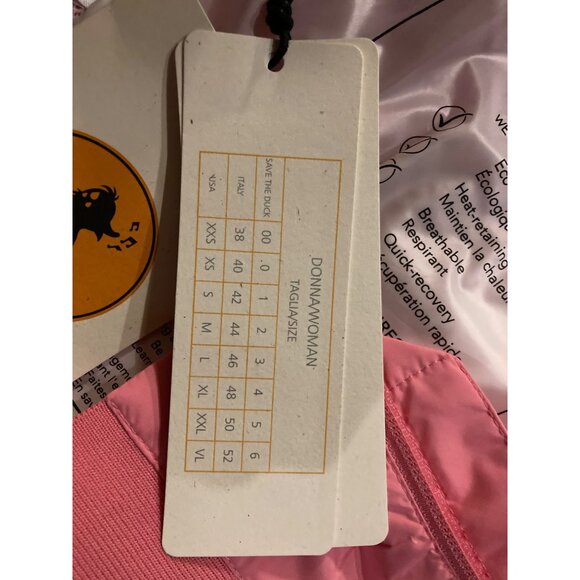 DONNA/WOMAN
TAGLIA/SIZE
SAVE THE DUCK 00 0 1 2 3 4 5 6
ITALY 38 40 42 44 46 48 50 52
USA XXS XS S M L XL XXL VL
Heat-retaining
Maintien la chaleur
Breathable
Respirant
Quick-recovery
écupération rapide